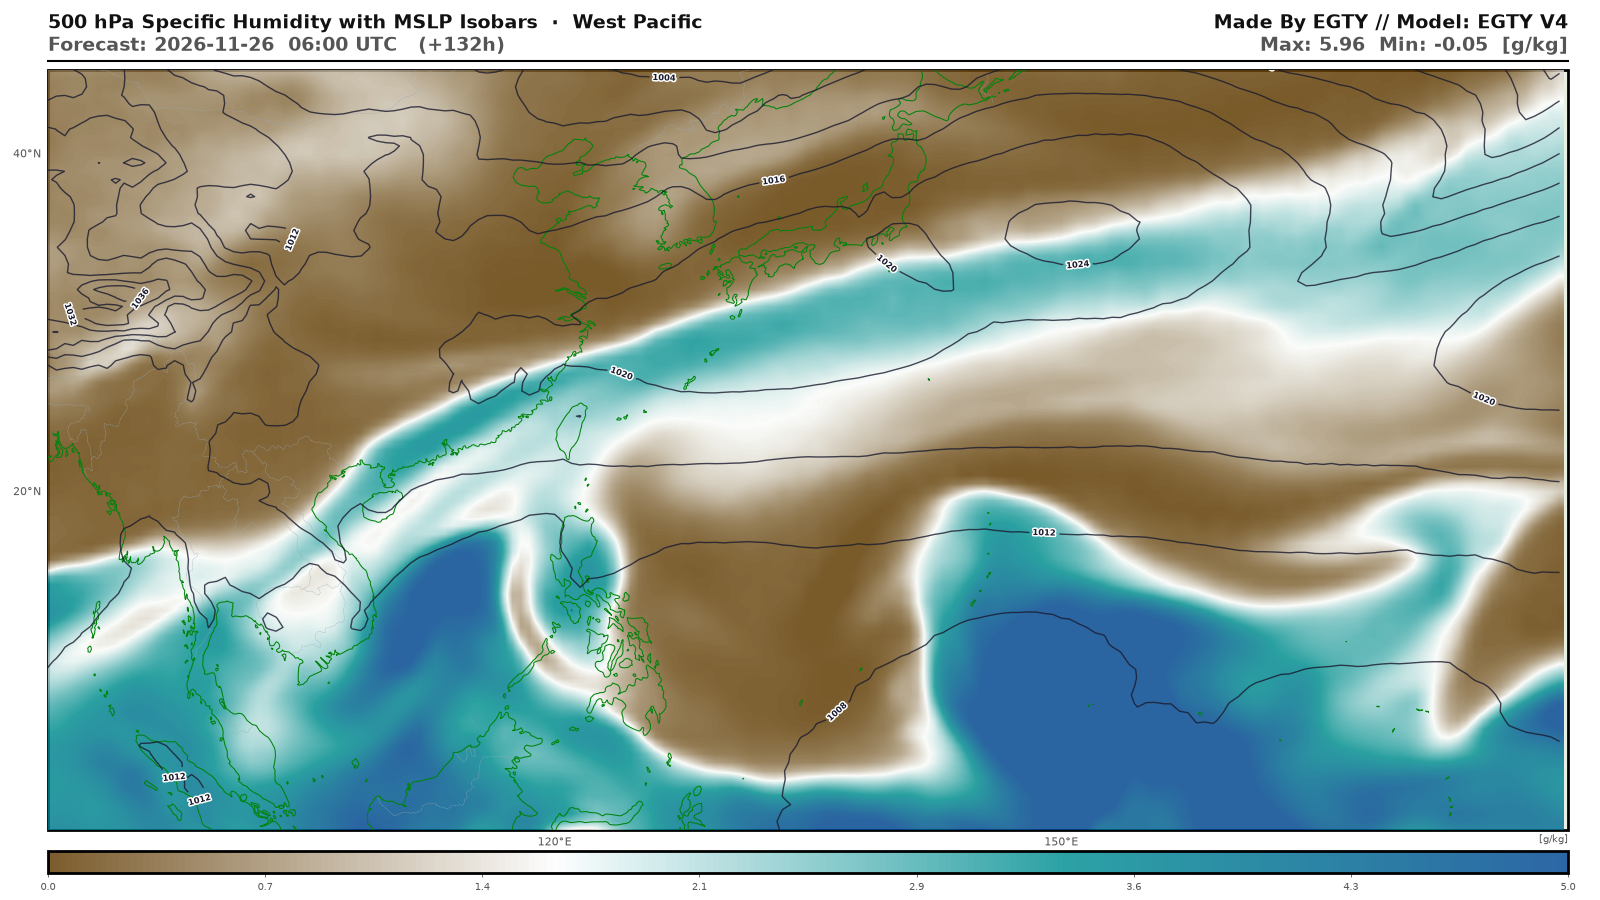 500 hPa Specific Humidity with MSLP Isobars · West Pacific
Made By EGTY // Model: EGTY V4
Forecast: 2026-11-26 06:00 UTC (+132h)
Max: 5.96 Min: -0.05 [g/kg]
1004
40°N
1016
1012
1020
1024
1036
1032
1020
1020
20°N
1012
1008
1012
1012
120°E
150°E
[g/kg]
0.0 0.7 1.4 2.1 2.9 3.6 4.3 5.0